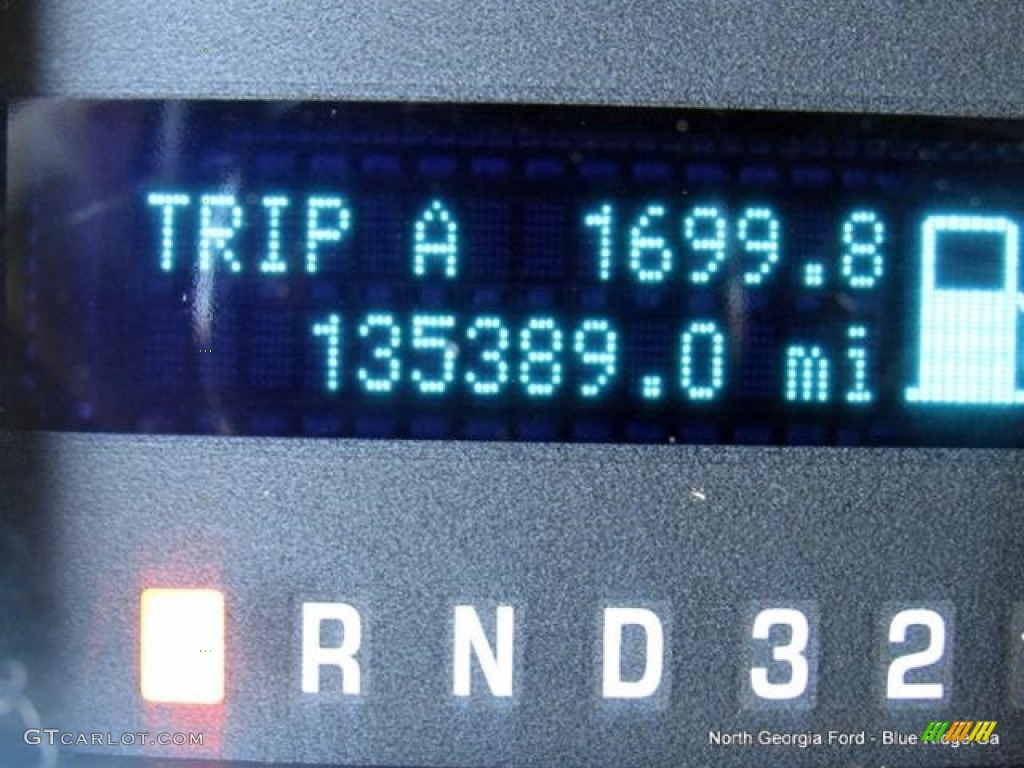 TRIP A 1699.8
135389.0 mi
R N D 3 2
GTCARLOT.COM
North Georgia Ford - Blue Ridge, Ga